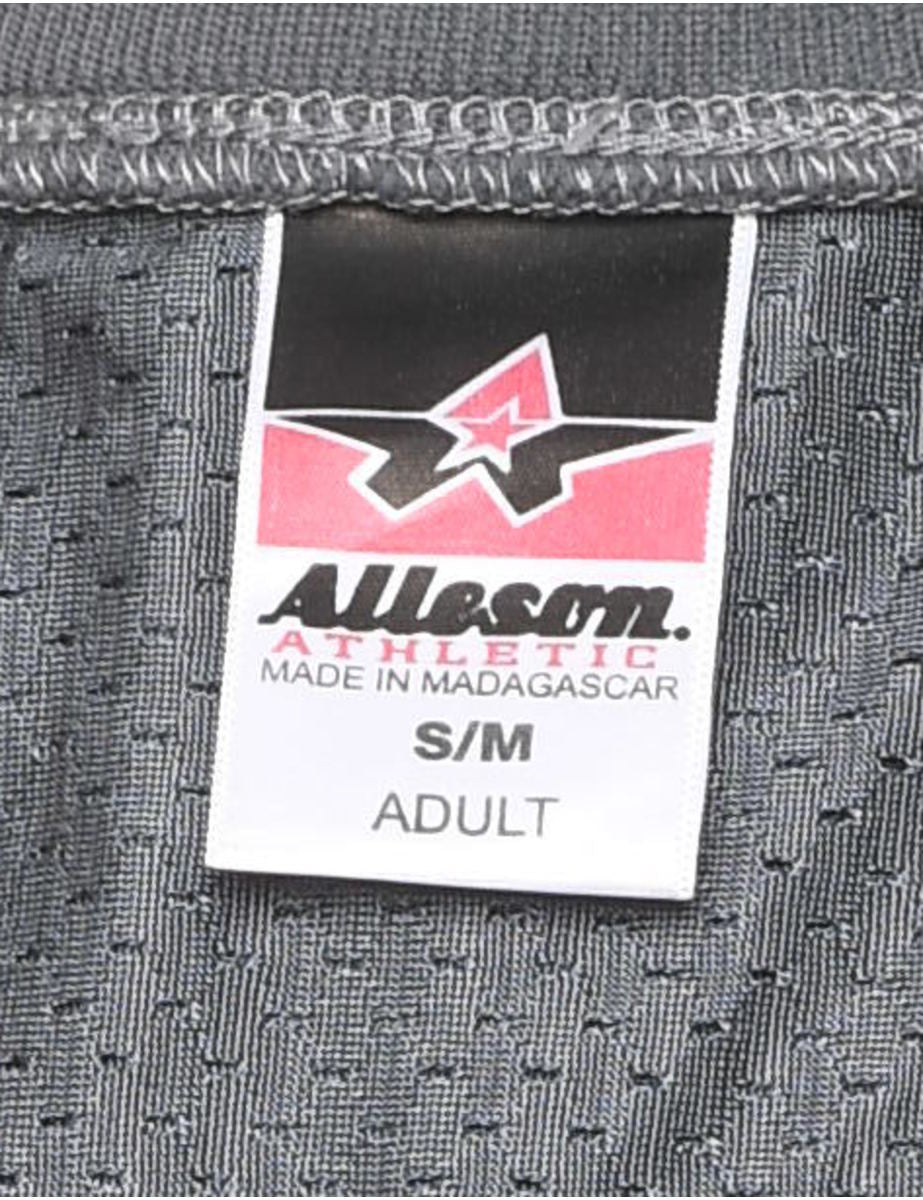 Alleson.
ATHLETIC
MADE IN MADAGASCAR
S/M
ADULT